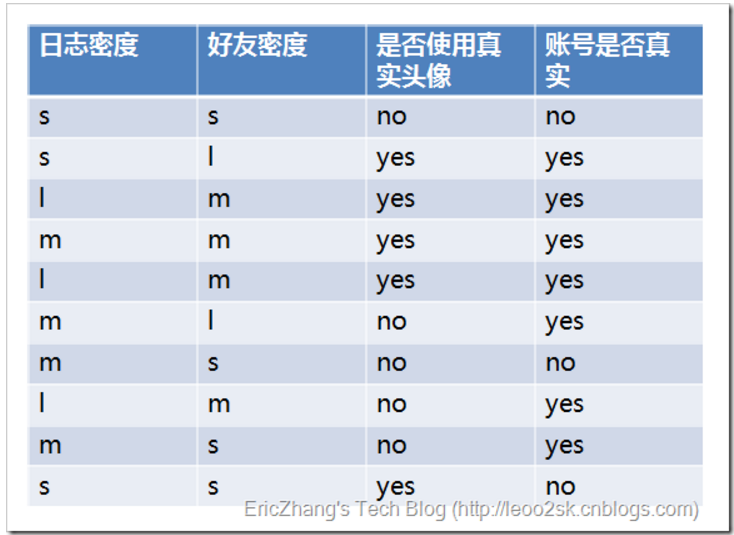 日志密度 好友密度 是否使用真实头像 账号是否真实
s s no no
s l yes yes
l m yes yes
m m yes yes
l m yes yes
m l no yes
m s no no
l m no yes
m s no yes
s s yes no
EricZhang's Tech Blog (http://leoo2sk.cnblogs.com)